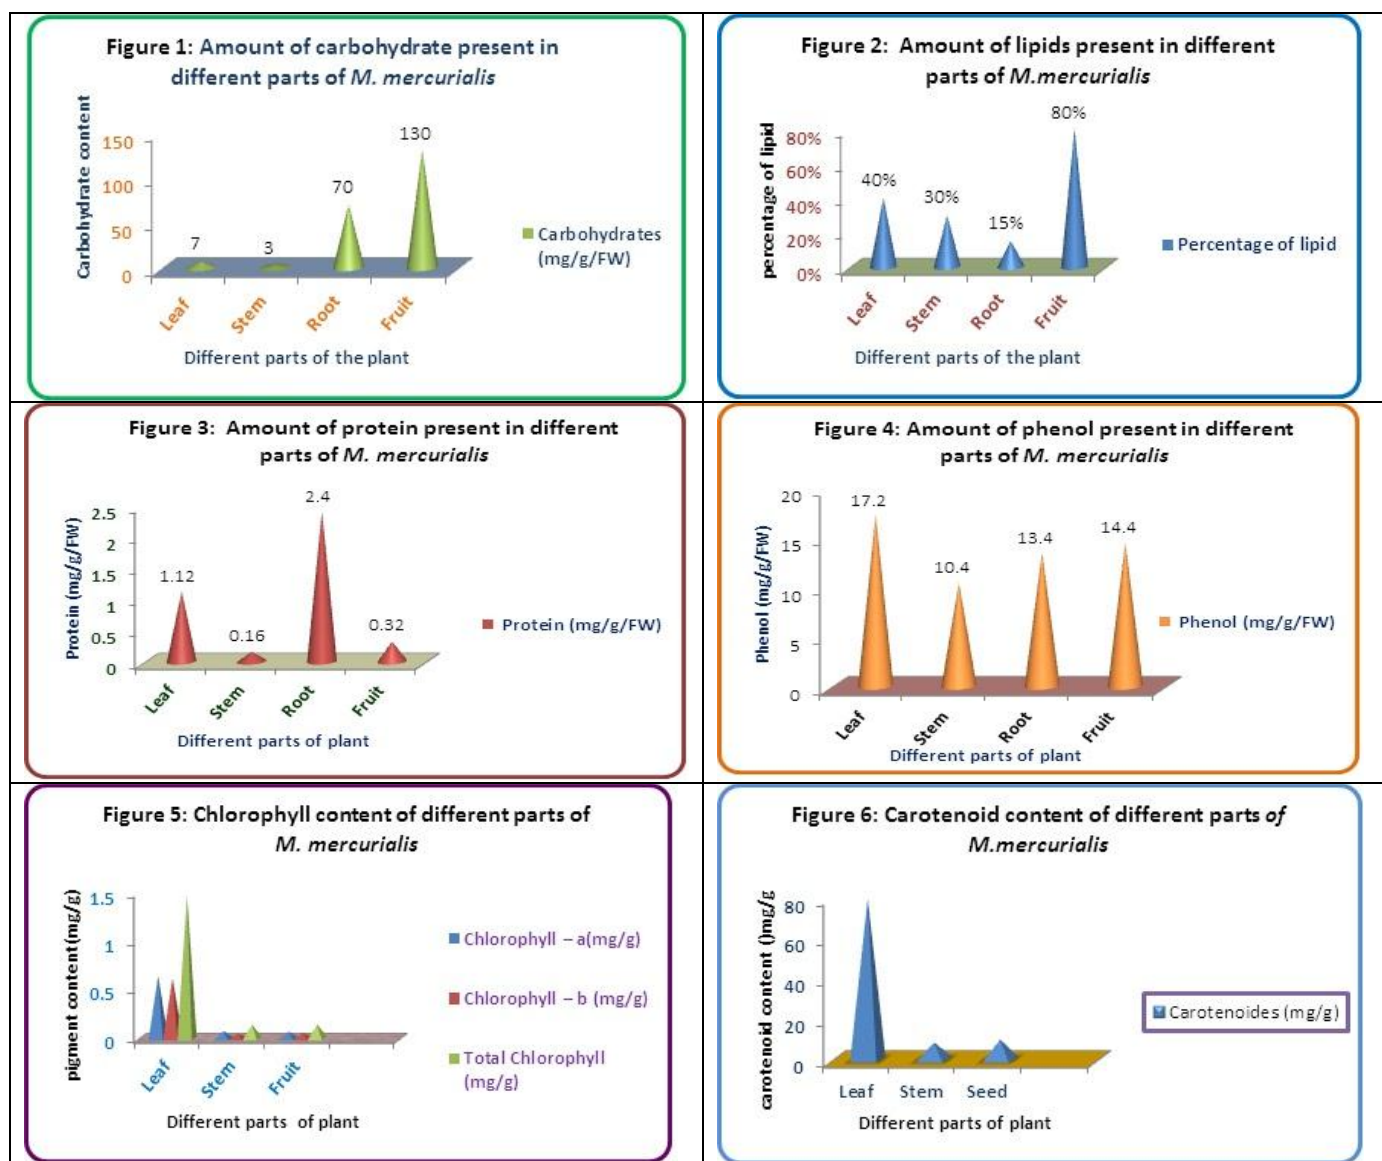 Figure 1: Amount of carbohydrate present in
different parts of M. mercurialis
Carbohydrate content
150
100
50
0
7
3
70
130
Leaf
Stem
Root
Fruit
Different parts of the plant
Carbohydrates
(mg/g/FW)
Figure 2: Amount of lipids present in different
parts of M.mercurialis
percentage of lipid
80%
60%
40%
20%
0%
40%
30%
15%
80%
Leaf
Stem
Root
Fruit
Different parts of the plant
Percentage of lipid
Figure 3: Amount of protein present in different
parts of M. mercurialis
Protein (mg/g/FW)
2.5
2
1.5
1
0.5
0
1.12
0.16
2.4
0.32
Leaf
Stem
Root
Fruit
Different parts of plant
Protein (mg/g/FW)
Figure 4: Amount of phenol present in different
parts of M. mercurialis
Phenol (mg/g/FW)
20
15
10
5
0
17.2
10.4
13.4
14.4
Leaf
Stem
Root
Fruit
Different parts of plant
Phenol (mg/g/FW)
Figure 5: Chlorophyll content of different parts of
M. mercurialis
pigment content(mg/g)
1.5
1
0.5
0
Leaf
Stem
Fruit
Different parts of plant
Chlorophyll – a(mg/g)
Chlorophyll – b (mg/g)
Total Chlorophyll
(mg/g)
Figure 6: Carotenoid content of different parts of
M.mercurialis
carotenoid content ()mg/g
80
60
40
20
0
Leaf
Stem
Seed
Different parts of plant
Carotenoides (mg/g)